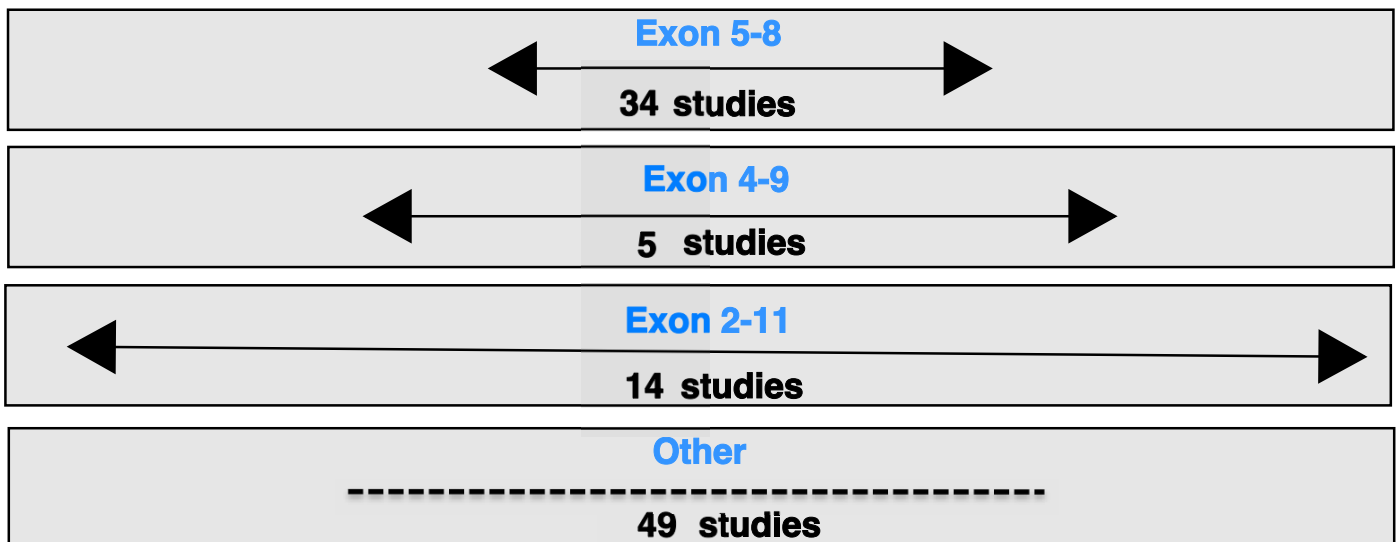 Exon 5-8
34 studies
Exon 4-9
5 studies
Exon 2-11
14 studies
Other
49 studies